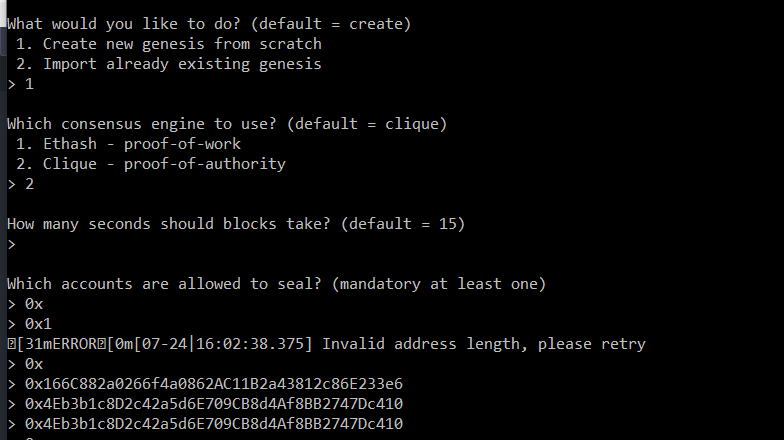 What would you like to do? (default = create)
1. Create new genesis from scratch
2. Import already existing genesis
> 1
Which consensus engine to use? (default = clique)
1. Ethash - proof-of-work
2. Clique - proof-of-authority
> 2
How many seconds should blocks take? (default = 15)
>
Which accounts are allowed to seal? (mandatory at least one)
> 0x
> 0x1
[31mERROR[0m[07-24|16:02:38.375] Invalid address length, please retry
> 0x
> 0x166C882a0266f4a0862AC11B2a43812c86E233e6
> 0x4Eb3b1c8D2c42a5d6E709CB8d4Af8BB2747Dc410
> 0x4Eb3b1c8D2c42a5d6E709CB8d4Af8BB2747Dc410